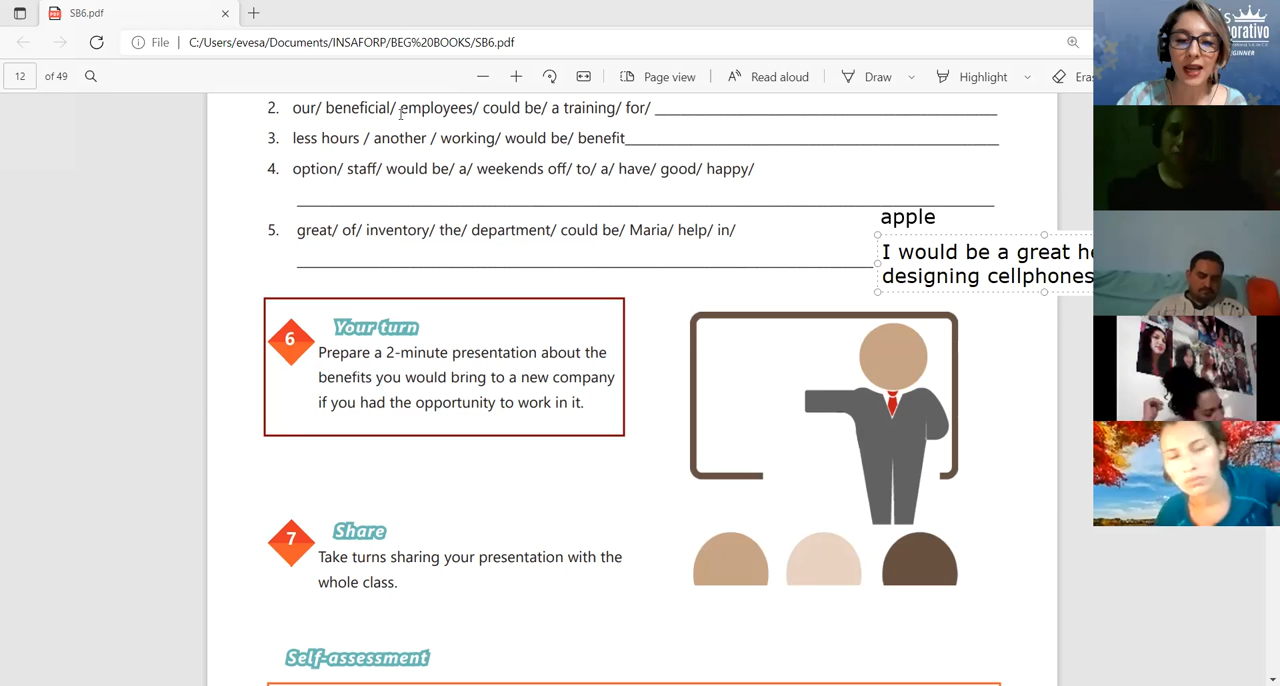 SB6.pdf
File
C:/Users/evesa/Documents/INSAFORP/BEG%20BOOKS/SB6.pdf
12 of 49
Page view
Read aloud
Draw
Highlight
2. our/ beneficial/ employees/ could be/ a training/ for/
3. less hours / another / working/ would be/ benefit
4. option/ staff/ would be/ a/ weekends off/ to/ a/ have/ good/ happy/
5. great/ of/ inventory/ the/ department/ could be/ Maria/ help/ in/
apple
I would be a great
designing cellphones
6
Your turn
Prepare a 2-minute presentation about the
benefits you would bring to a new company
if you had the opportunity to work in it.
7
Share
Take turns sharing your presentation with the
whole class.
Self-assessment